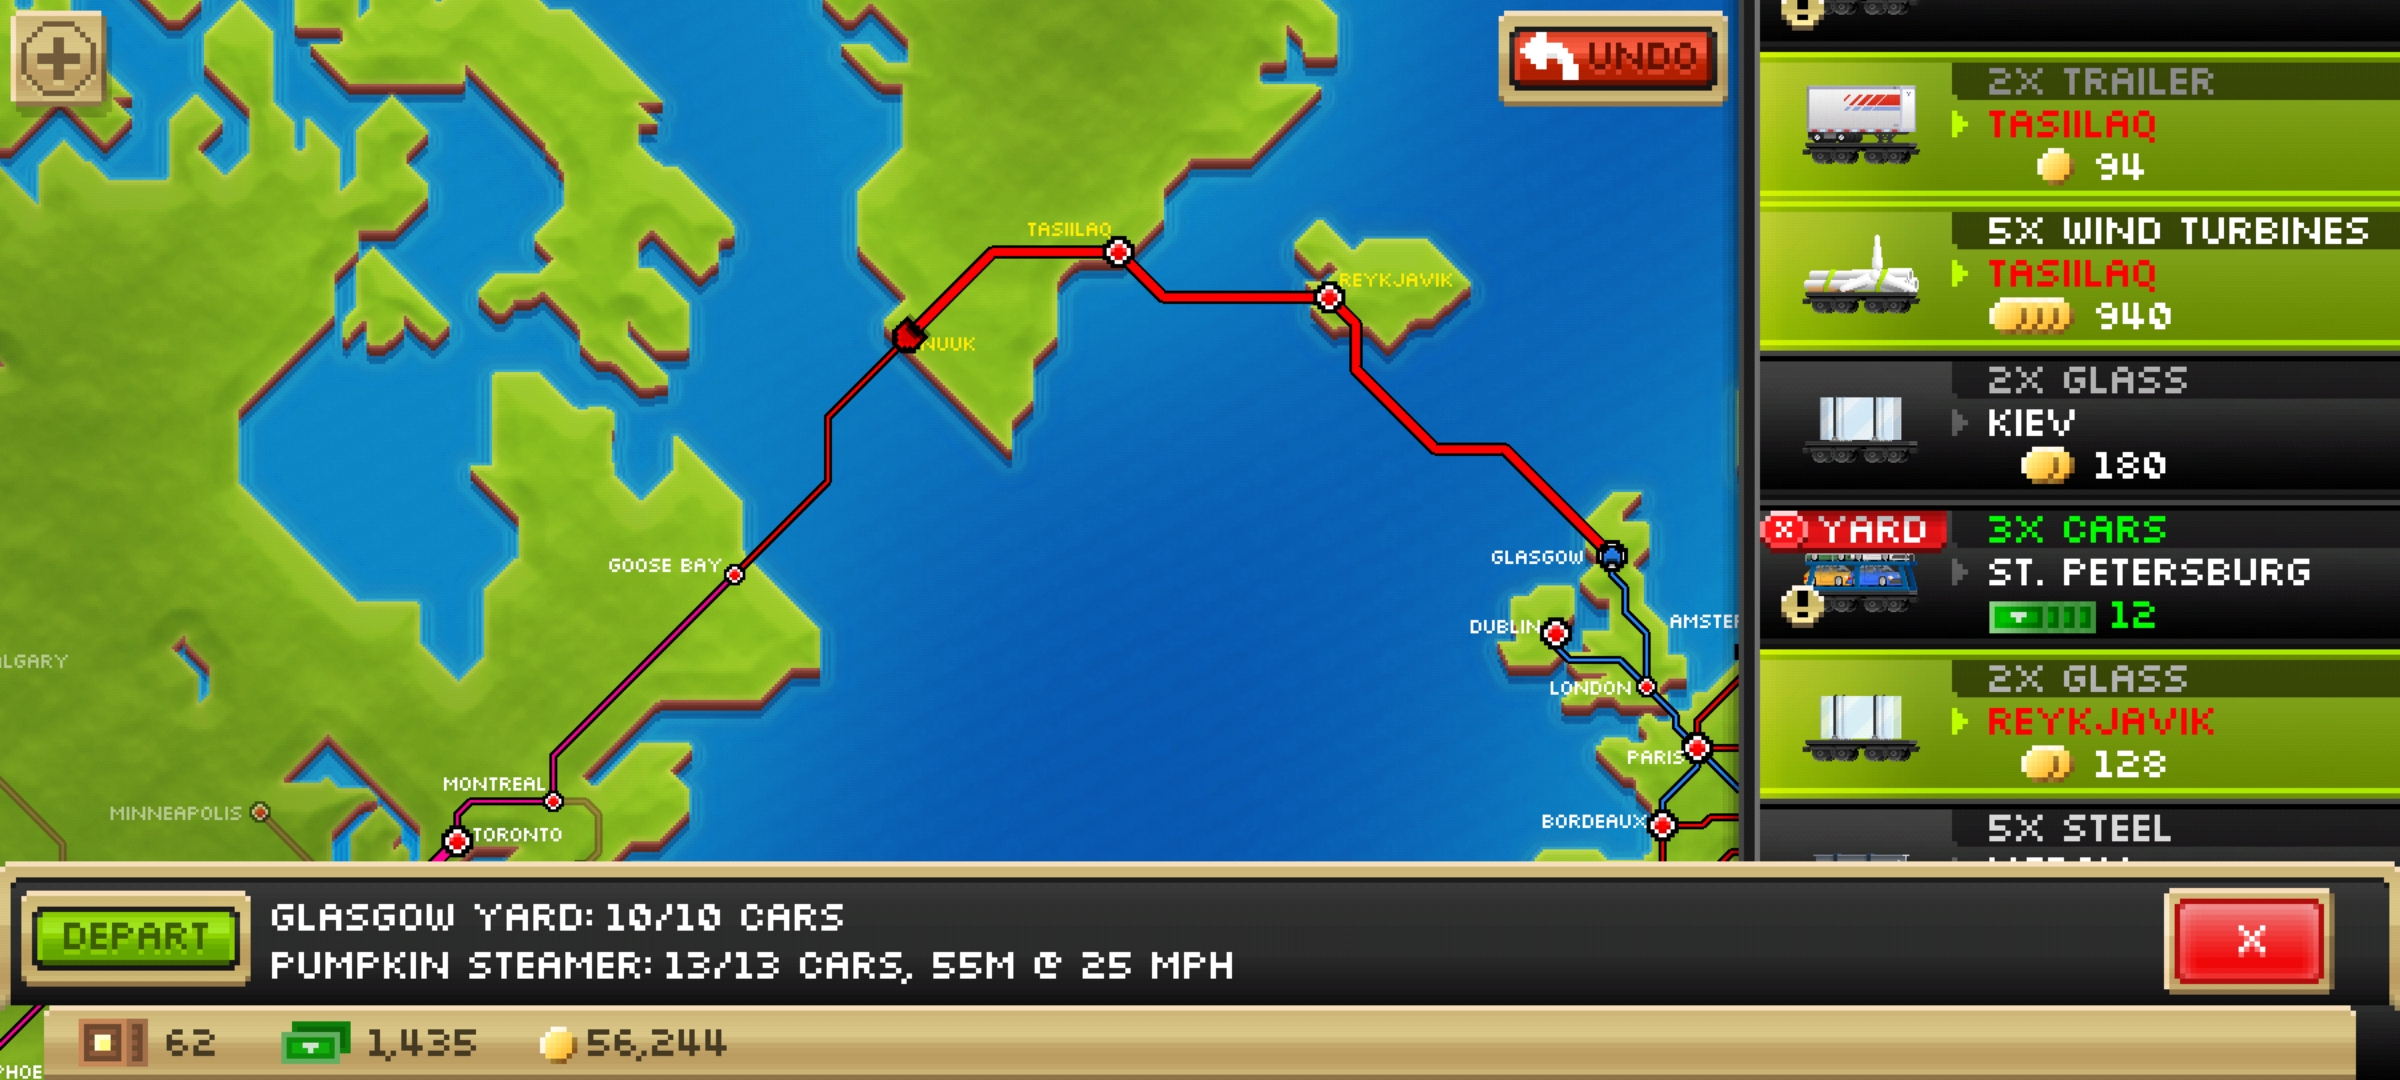 UNDO
2X TRAILER
TASIILAQ
94
TASIILAQ
5X WIND TURBINES
REYKJAVIK
TASIILAQ
940
NUUK
2X GLASS
KIEV
180
YARD
3X CARS
GLASGOW
ST. PETERSBURG
GOOSE BAY
12
DUBLIN
LGARY
2X GLASS
LONDON
REYKJAVIK
PARIS
128
MONTREAL
MINNEAPOLIS
TORONTO
BORDEAUX
5X STEEL
DEPART
GLASGOW YARD: 10/10 CARS
PUMPKIN STEAMER: 13/13 CARS, 55M @ 25 MPH
X
62
1,435
56,244